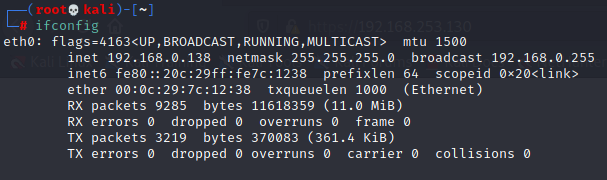 (root💀kali)-[~]
# ifconfig
eth0: flags=4163<UP,BROADCAST,RUNNING,MULTICAST>  mtu 1500
        inet 192.168.0.138  netmask 255.255.255.0  broadcast 192.168.0.255
        inet6 fe80::20c:29ff:fe7c:1238  prefixlen 64  scopeid 0×20<link>
        ether 00:0c:29:7c:12:38  txqueuelen 1000  (Ethernet)
        RX packets 9285  bytes 11618359 (11.0 MiB)
        RX errors 0  dropped 0  overruns 0  frame 0
        TX packets 3219  bytes 370083 (361.4 KiB)
        TX errors 0  dropped 0 overruns 0  carrier 0  collisions 0